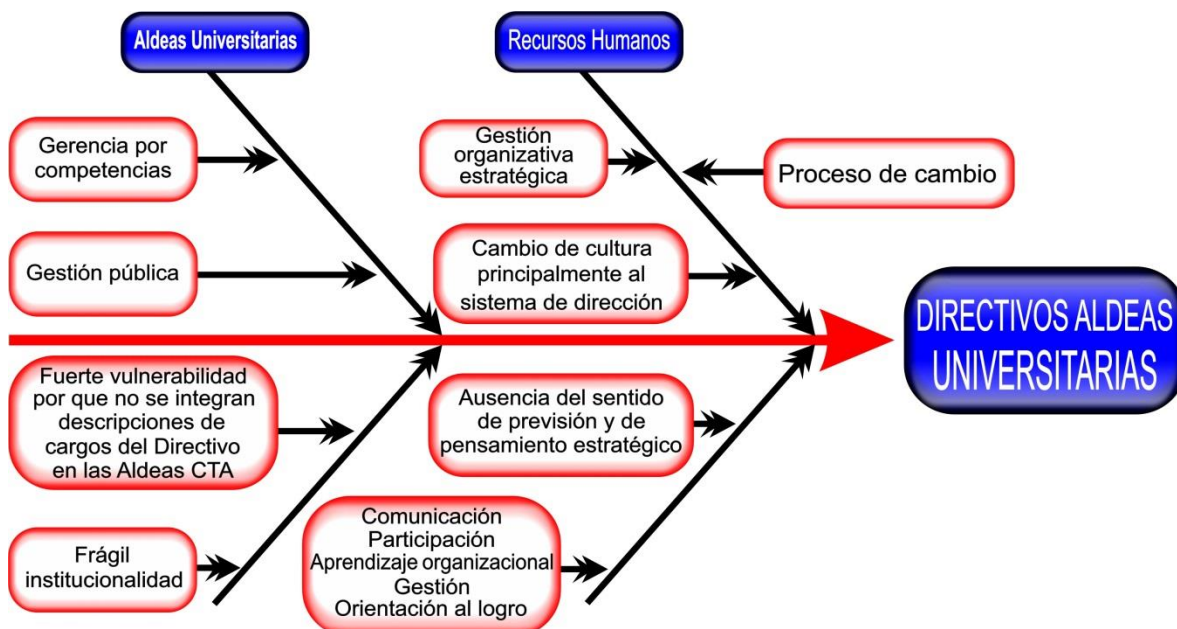 Aldeas Universitarias
Recursos Humanos
Gerencia por
competencias
Gestión
organizativa
estratégica
Proceso de cambio
Gestión pública
Cambio de cultura
principalmente al
sistema de dirección
DIRECTIVOS ALDEAS
UNIVERSITARIAS
Fuerte vulnerabilidad
por que no se integran
descripciones de
cargos del Directivo
en las Aldeas CTA
Ausencia del sentido
de previsión y de
pensamiento estratégico
Frágil
institucionalidad
Comunicación
Participación
Aprendizaje organizacional
Gestión
Orientación al logro